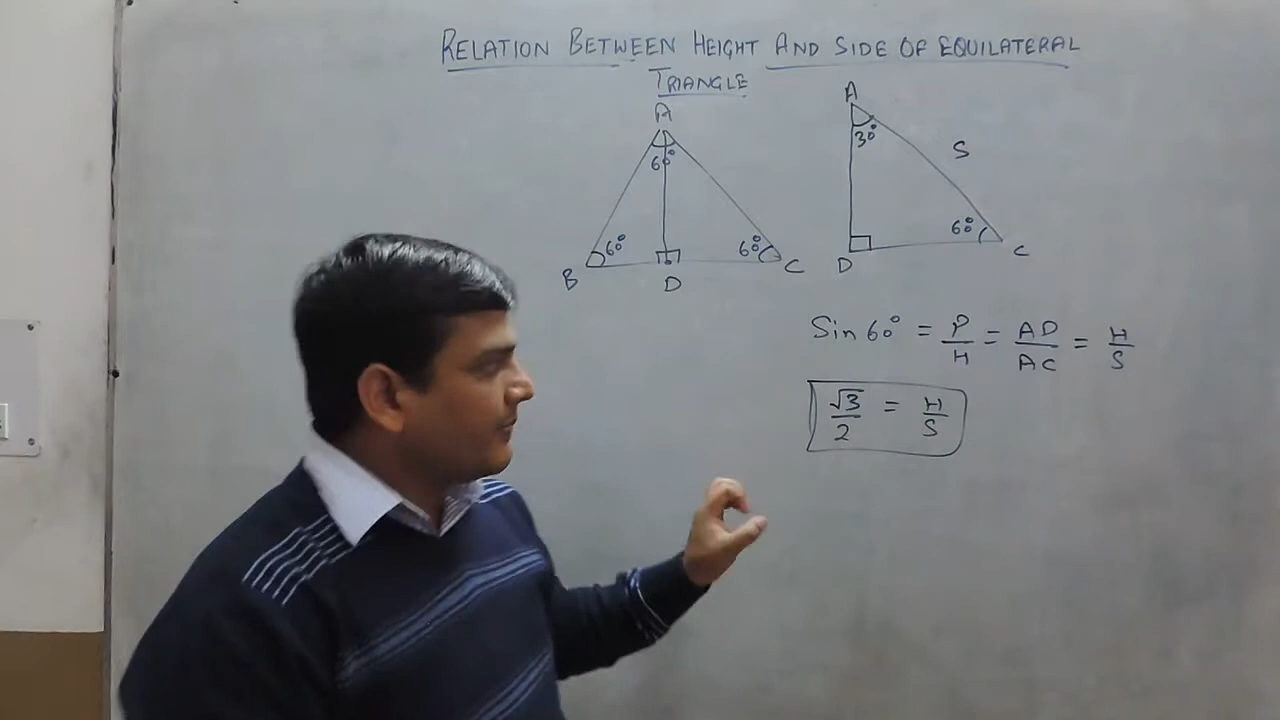 RELATION BETWEEN HEIGHT AND SIDE OF EQUILATERAL
TRIANGLE
A
60°
60°
60°
B
D
C
A
30°
S
60°
D
C
Sin 60° = P/H = AD/AC = H/S
√3/2 = H/S